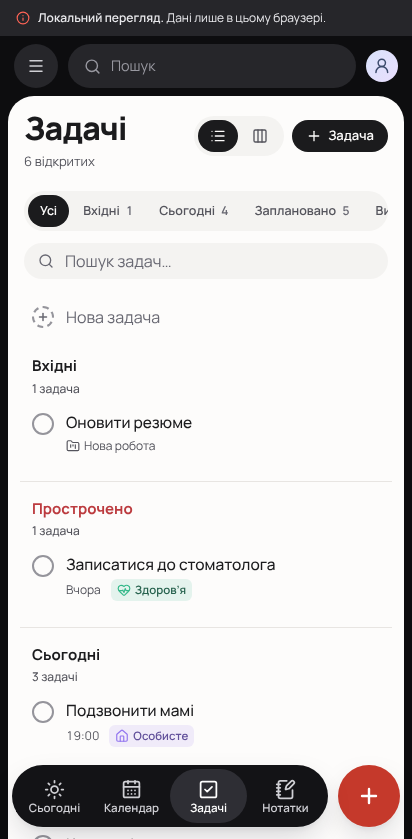 Локальний перегляд. Дані лише в цьому браузері.
Пошук
Задачі
6 відкритих
Задача
Усі
Вхідні 1
Сьогодні 4
Заплановано 5
Ви
Пошук задач...
Нова задача
Вхідні
1 задача
Оновити резюме
Нова робота
Прострочено
1 задача
Записатися до стоматолога
Вчора
Здоров'я
Сьогодні
3 задачі
Подзвонити мамі
19:00
Особисте
Сьогодні
Календар
Задачі
Нотатки